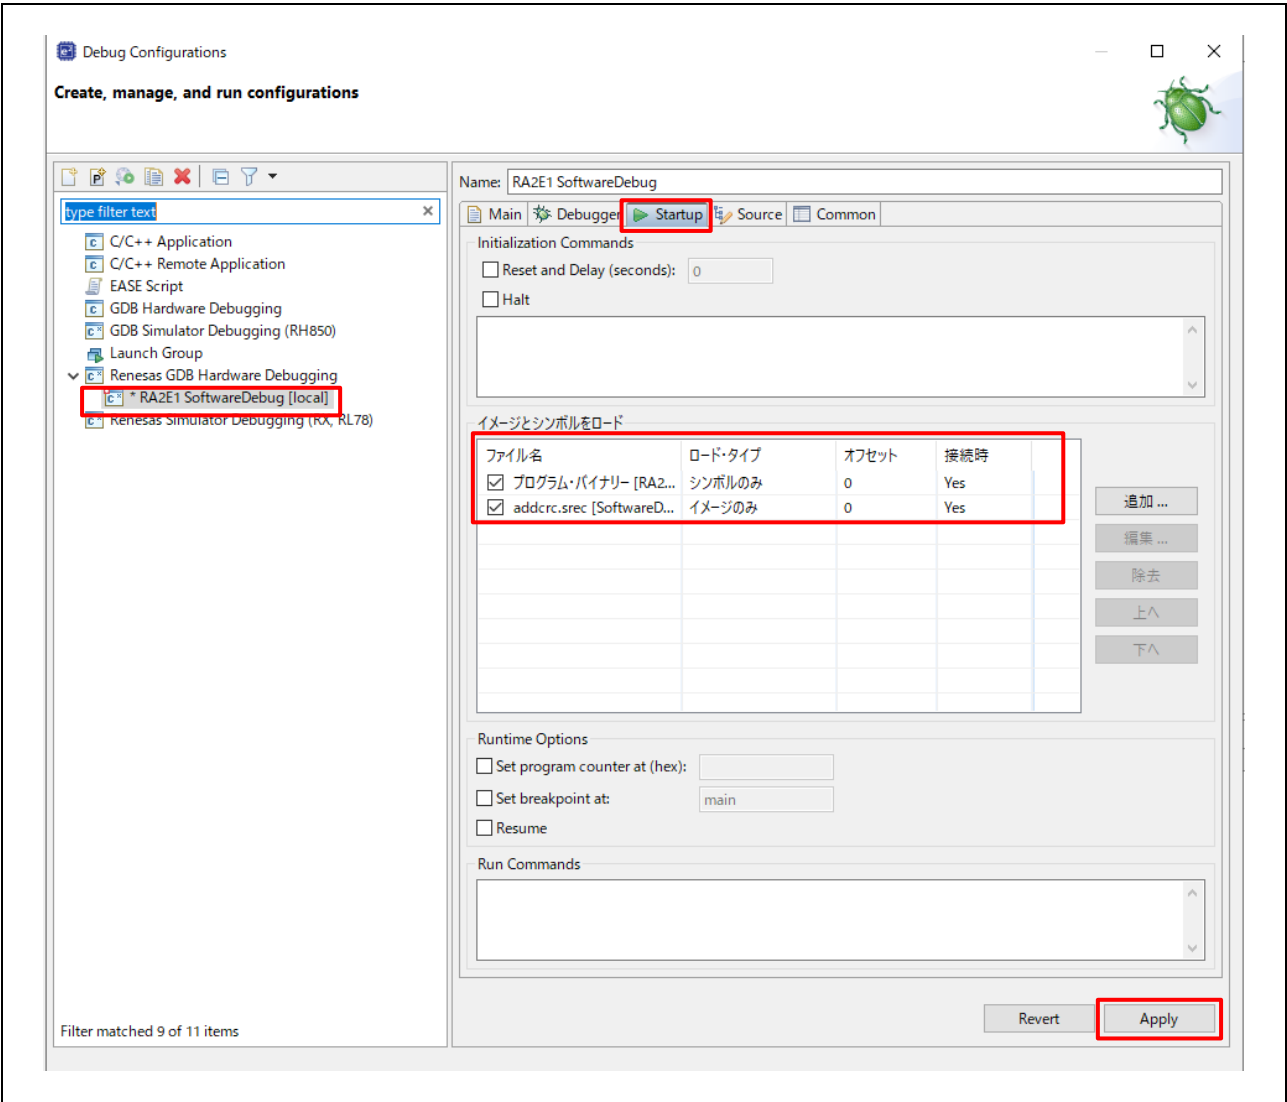 Debug Configurations
Create, manage, and run configurations
type filter text
C/C++ Application
C/C++ Remote Application
EASE Script
GDB Hardware Debugging
GDB Simulator Debugging (RH850)
Launch Group
Renesas GDB Hardware Debugging
* RA2E1 SoftwareDebug [local]
Renesas Simulator Debugging (RX, RL78)
Filter matched 9 of 11 items
Name: RA2E1 SoftwareDebug
Main Debugger Startup Source Common
Initialization Commands
Reset and Delay (seconds): 0
Halt
イメージとシンボルをロード
ファイル名 ロード・タイプ オフセット 接続時
プログラム・バイナリー [RA2... シンボルのみ 0 Yes
addcrc.srec [SoftwareD... イメージのみ 0 Yes
追加 ...
編集 ...
除去
上へ
下へ
Runtime Options
Set program counter at (hex):
Set breakpoint at: main
Resume
Run Commands
Revert Apply